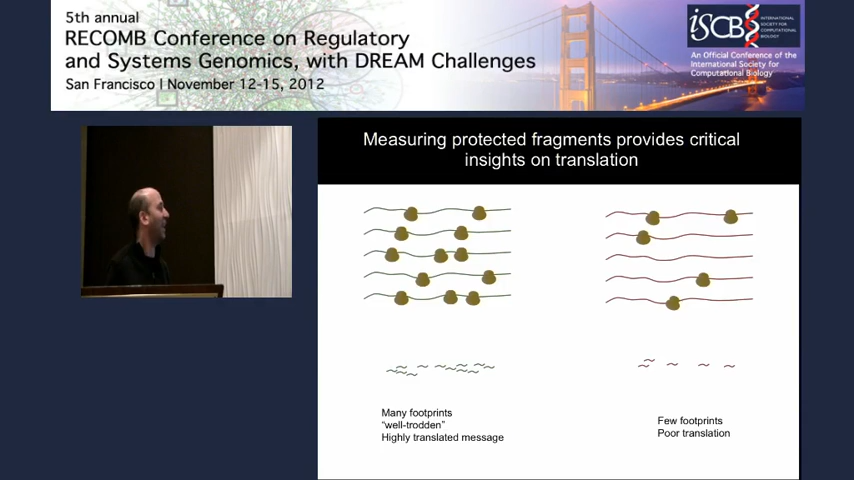 5th annual
RECOMB Conference on Regulatory
and Systems Genomics, with DREAM Challenges
San Francisco | November 12-15, 2012
iSCB
INTERNATIONAL
SOCIETY FOR
COMPUTATIONAL
BIOLOGY
An Official Conference of the
International Society for
Computational Biology
Measuring protected fragments provides critical
insights on translation
Many footprints
“well-trodden”
Highly translated message
Few footprints
Poor translation